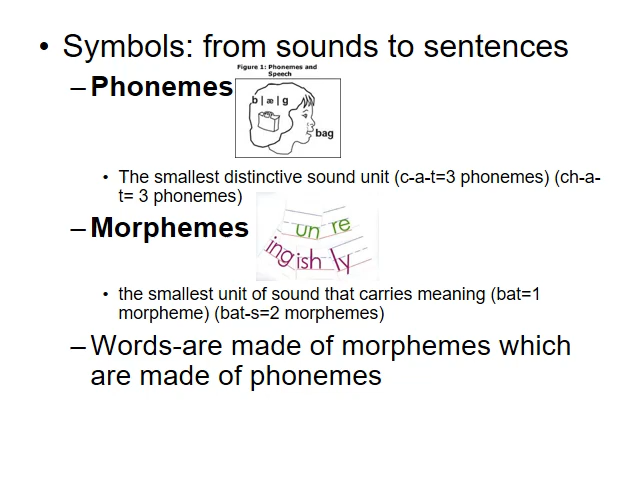 • Symbols: from sounds to sentences
Figure 1: Phonemes and
Speech
–Phonemes
b | æ | g
bag
• The smallest distinctive sound unit (c-a-t=3 phonemes) (ch-a-
t= 3 phonemes)
–Morphemes
un re
ing ish ly
• the smallest unit of sound that carries meaning (bat=1
morpheme) (bat-s=2 morphemes)
–Words-are made of morphemes which
are made of phonemes